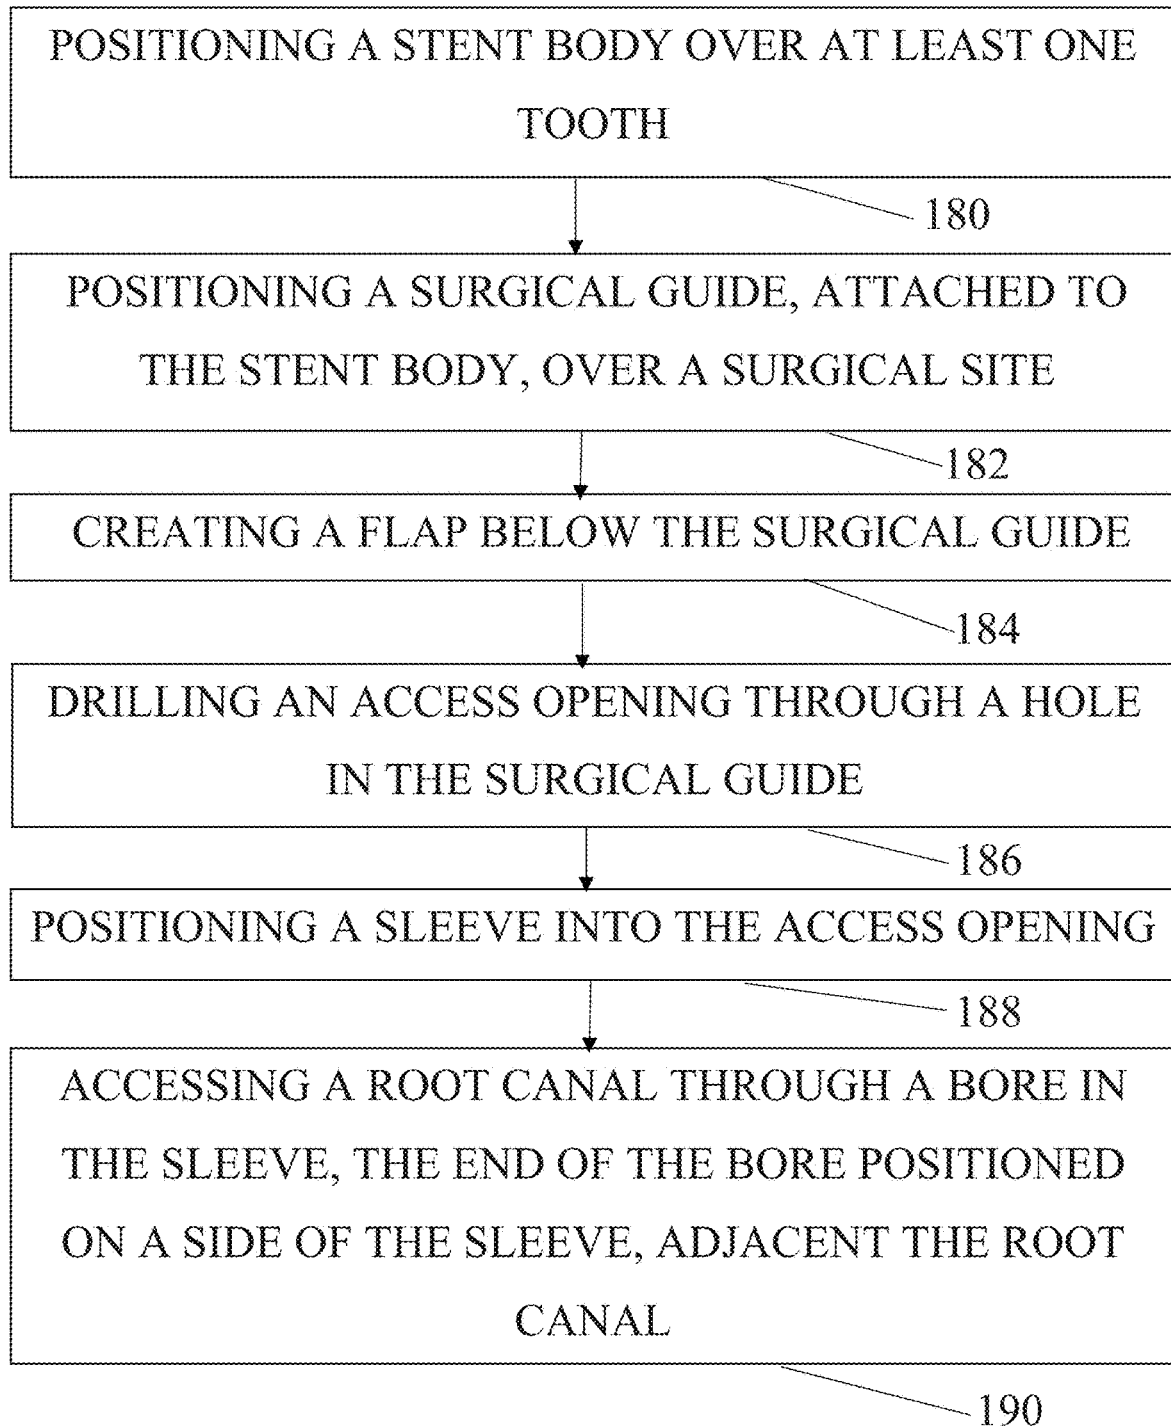 POSITIONING A STENT BODY OVER AT LEAST ONE
TOOTH
180
POSITIONING A SURGICAL GUIDE, ATTACHED TO
THE STENT BODY, OVER A SURGICAL SITE
182
CREATING A FLAP BELOW THE SURGICAL GUIDE
184
DRILLING AN ACCESS OPENING THROUGH A HOLE
IN THE SURGICAL GUIDE
186
POSITIONING A SLEEVE INTO THE ACCESS OPENING
188
ACCESSING A ROOT CANAL THROUGH A BORE IN
THE SLEEVE, THE END OF THE BORE POSITIONED
ON A SIDE OF THE SLEEVE, ADJACENT THE ROOT
CANAL
190